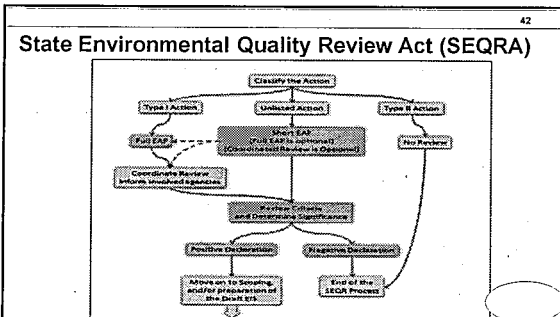 42
State Environmental Quality Review Act (SEQRA)
Classify the Action
Type I Action
Unlisted Action
Type II Action
Full EAF
Short EAF
(Full EAF is optional)
(Coordinated Review is Optional)
No Review
Coordinate Review
Inform involved agencies
Review Criteria
and Determine Significance
Positive Declaration
Negative Declaration
Move on to Scoping,
and/or preparation of
the Draft EIS
End of the
SEQR Process